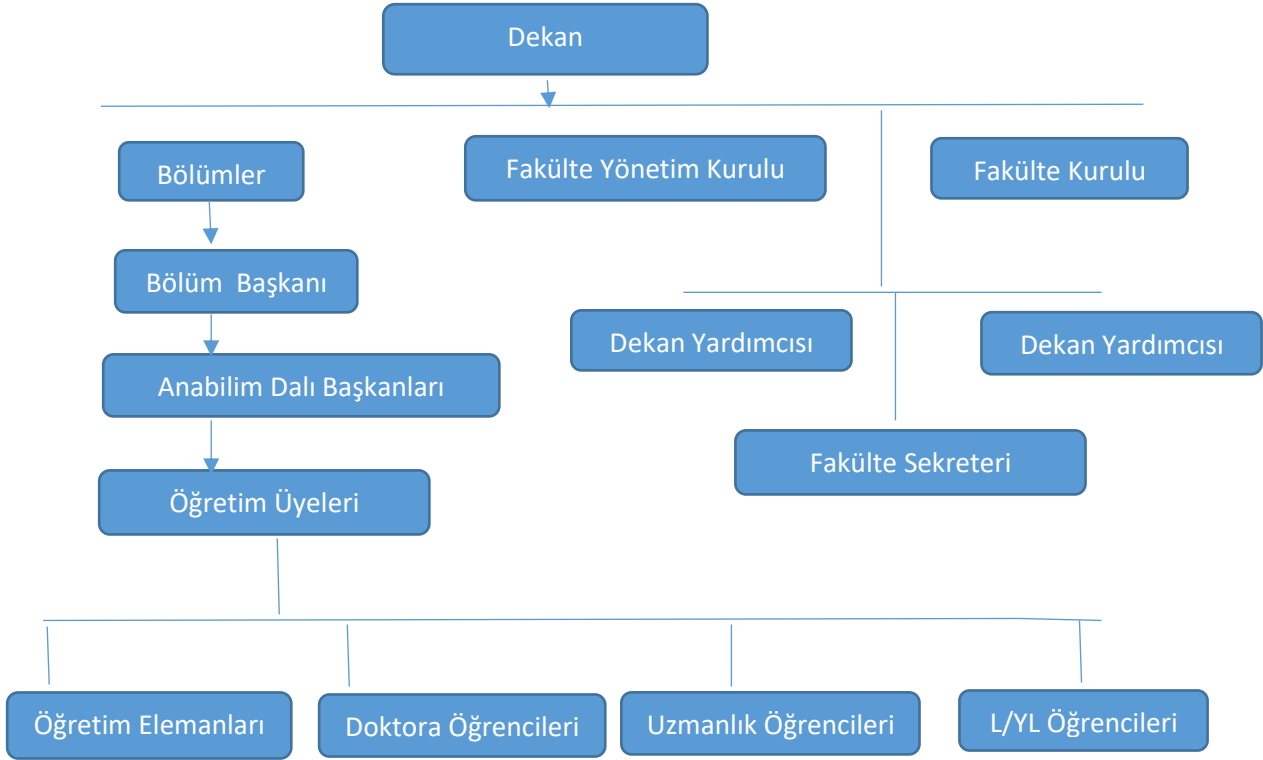 Dekan
Bölümler
Fakülte Yönetim Kurulu
Fakülte Kurulu
Bölüm Başkanı
Dekan Yardımcısı
Dekan Yardımcısı
Anabilim Dalı Başkanları
Fakülte Sekreteri
Öğretim Üyeleri
Öğretim Elemanları
Doktora Öğrencileri
Uzmanlık Öğrencileri
L/YL Öğrencileri